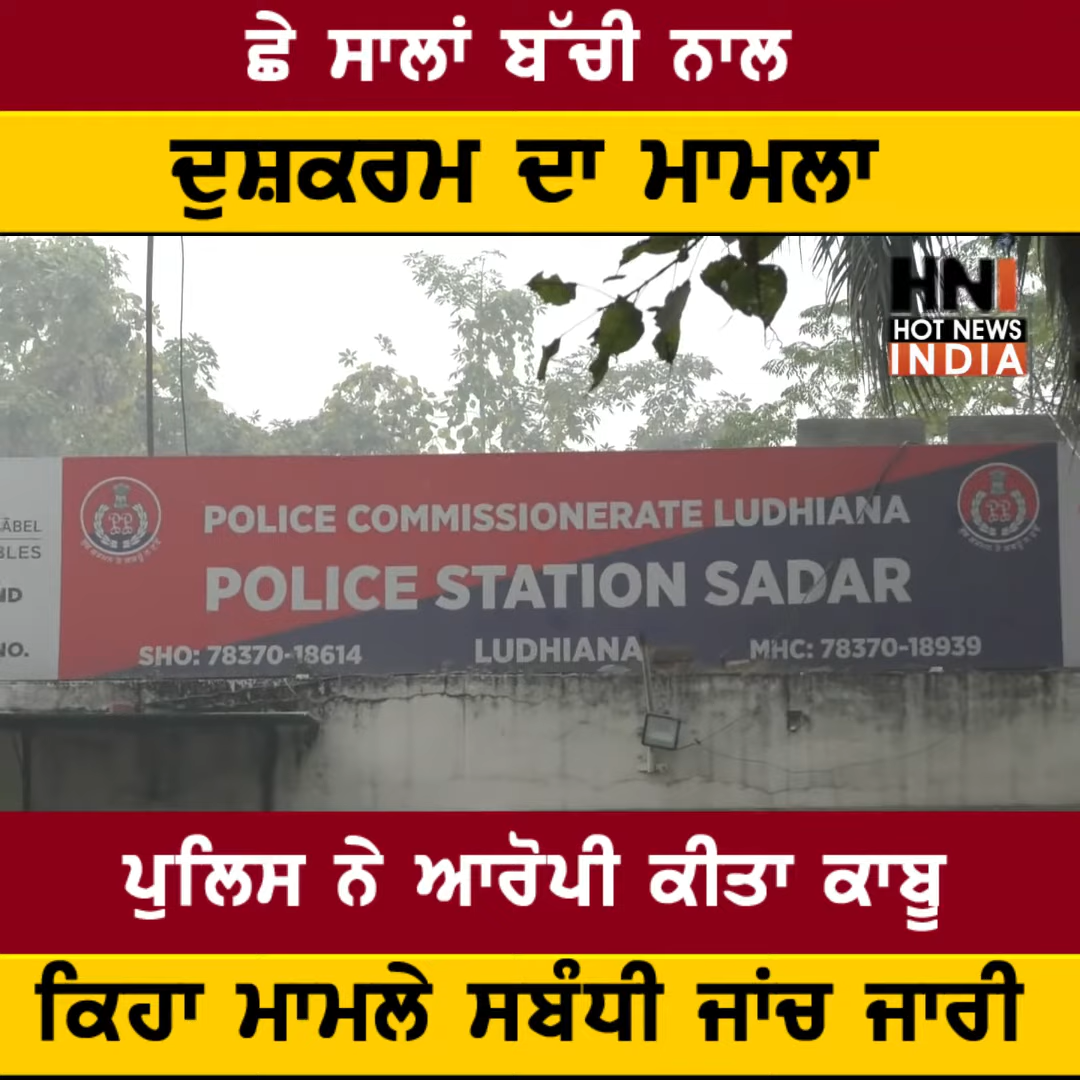 ਛੇ ਸਾਲਾਂ ਬੱਚੀ ਨਾਲ
ਦੁਸ਼ਕਰਮ ਦਾ ਮਾਮਲਾ
HNI
HOT NEWS
INDIA
POLICE COMMISSIONERATE LUDHIANA
POLICE STATION SADAR
SHO: 78370-18614 LUDHIANA MHC: 78370-18939
NO.
ਪੁਲਿਸ ਨੇ ਆਰੋਪੀ ਕੀਤਾ ਕਾਬੂ
ਕਿਹਾ ਮਾਮਲੇ ਸਬੰਧੀ ਜਾਂਚ ਜਾਰੀ